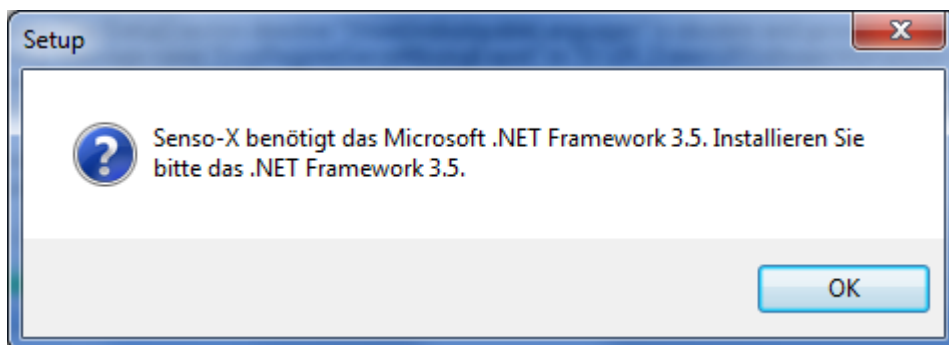 Setup
Senso-X benötigt das Microsoft .NET Framework 3.5. Installieren Sie
bitte das .NET Framework 3.5.
OK